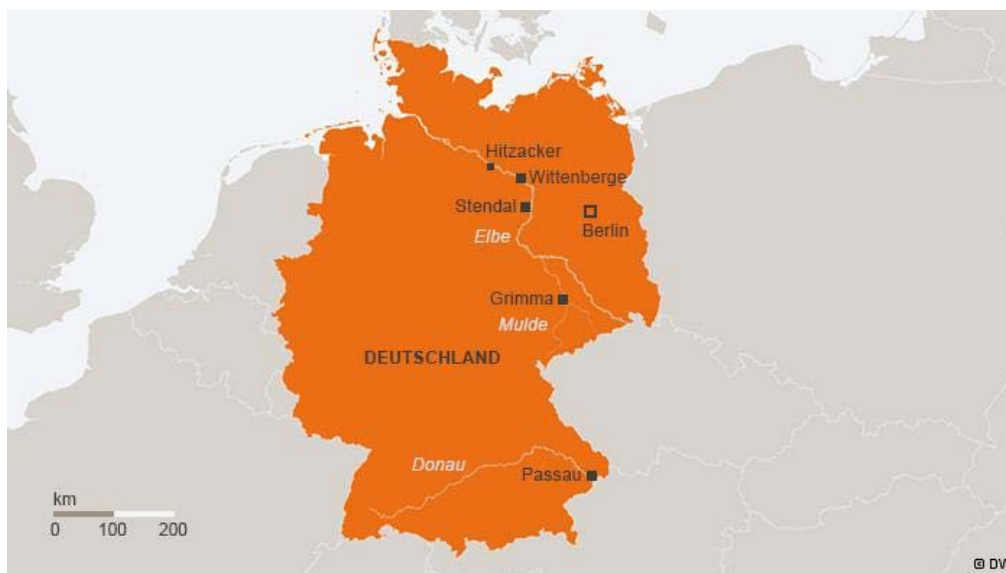 Hitzacker
Wittenberge
Stendal
Berlin
Elbe
Grimma
Mulde
DEUTSCHLAND
Donau
Passau
km
0 100 200
© DW